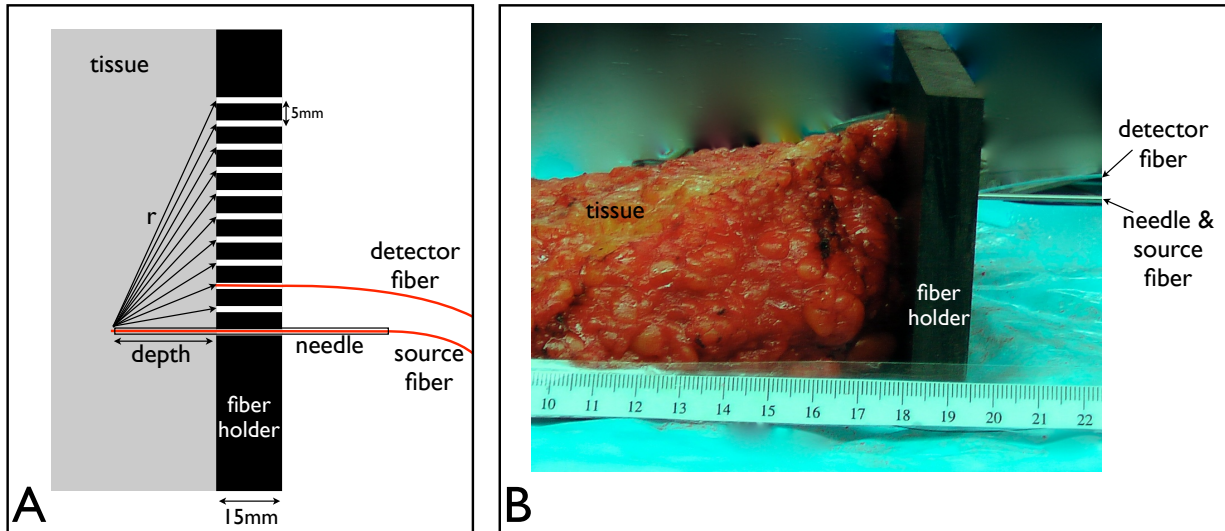 tissue
5mm
r
detector
fiber
depth
needle
source
fiber
fiber
holder
15mm
A
detector
fiber
tissue
needle &
source
fiber
fiber
holder
10 11 12 13 14 15 16 17 18 19 20 21 22
B